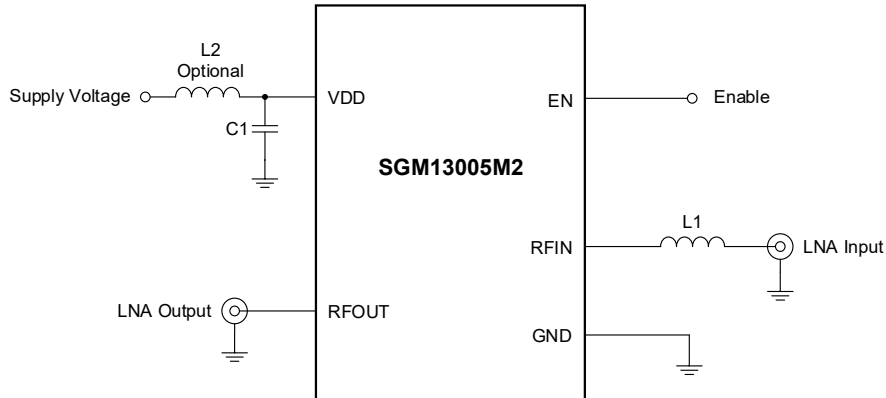 L2
Optional
Supply Voltage
VDD
C1
EN
Enable
SGM13005M2
L1
RFIN
LNA Input
LNA Output
RFOUT
GND